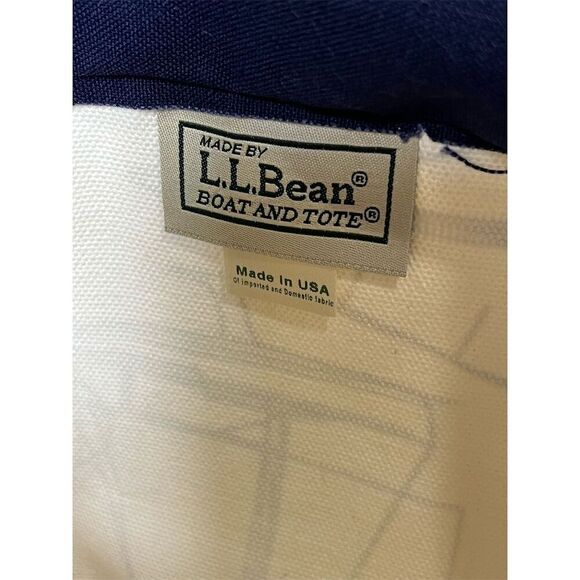 MADE BY
L.L.Bean®
BOAT AND TOTE®
Made in USA
Of imported and Domestic fabric